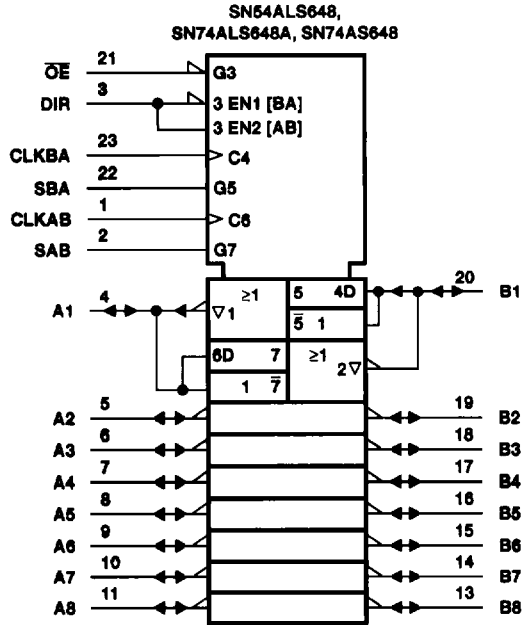 SN54ALS648,
SN74ALS648A, SN74AS648
OE 21 G3
DIR 3 3 EN1 [BA]
3 EN2 [AB]
CLKBA 23 C4
SBA 22 G5
CLKAB 1 C6
SAB 2 G7
A1 4 ≥1 ▽1 5 4D 20 B1
5̅ 1
6D 7 ≥1 2▽
1 7̅
A2 5 19 B2
A3 6 18 B3
A4 7 17 B4
A5 8 16 B5
A6 9 15 B6
A7 10 14 B7
A8 11 13 B8